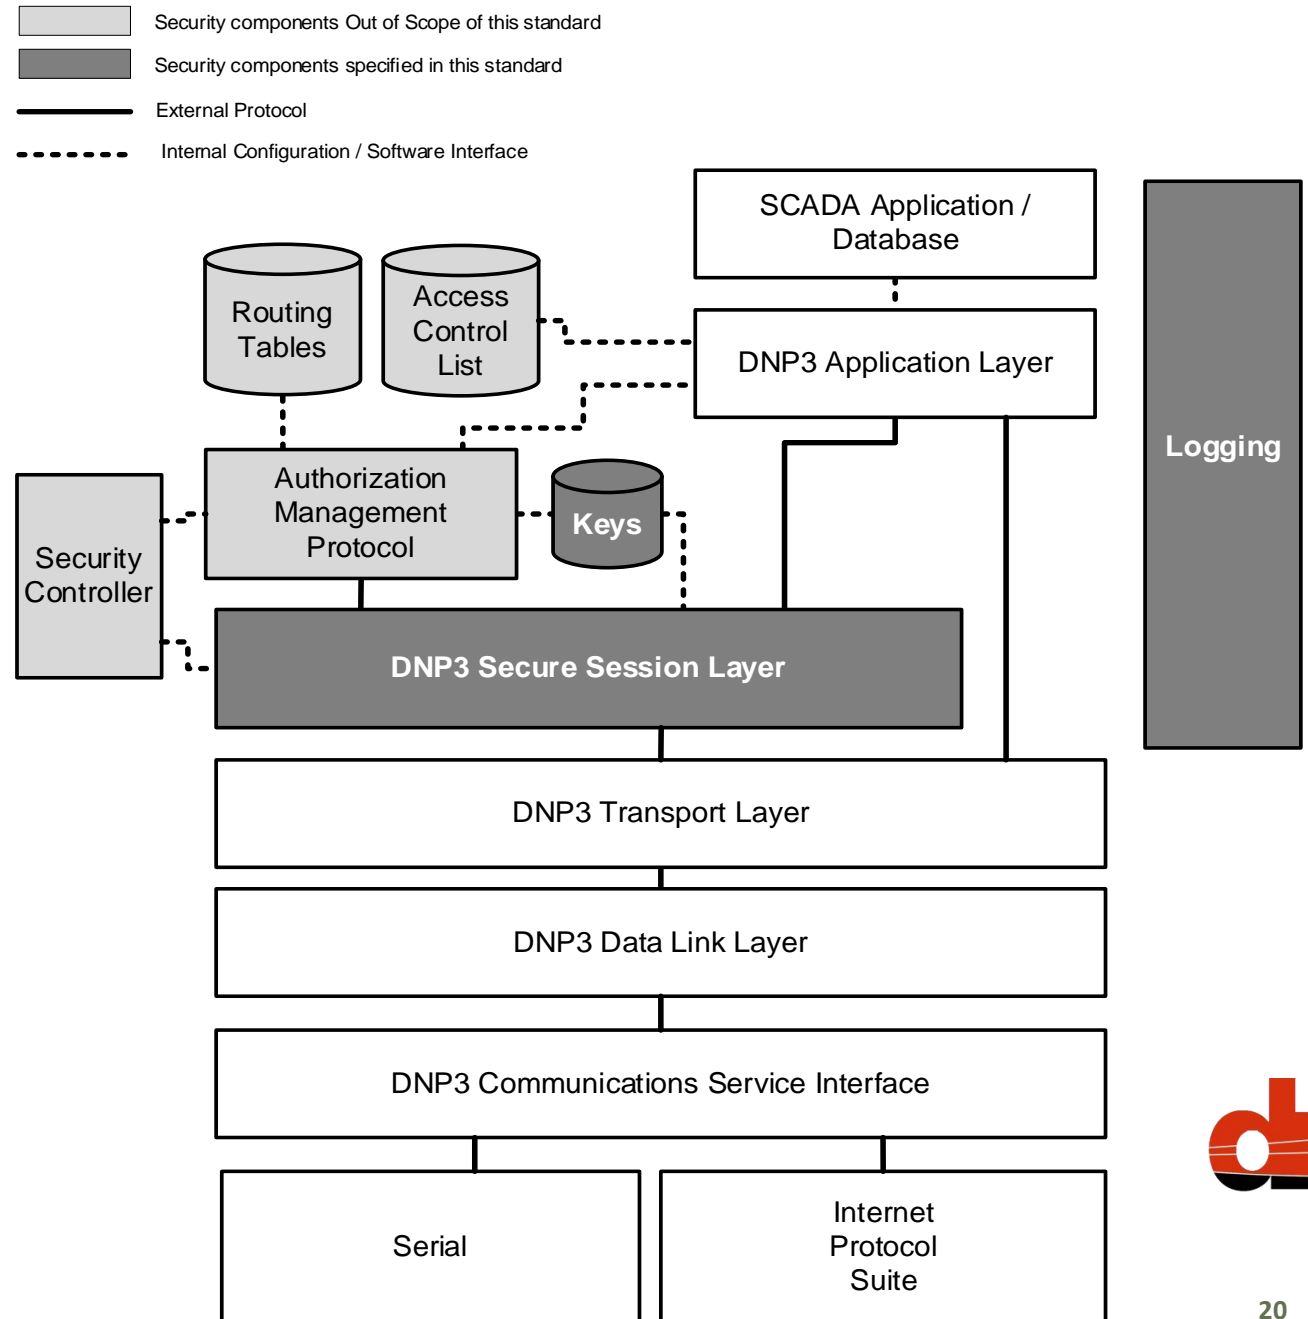 Security components Out of Scope of this standard
Security components specified in this standard
External Protocol
Internal Configuration / Software Interface
SCADA Application /
Database
Routing
Tables
Access
Control
List
DNP3 Application Layer
Logging
Authorization
Management
Protocol
Keys
Security
Controller
DNP3 Secure Session Layer
DNP3 Transport Layer
DNP3 Data Link Layer
DNP3 Communications Service Interface
Serial
Internet
Protocol
Suite
20